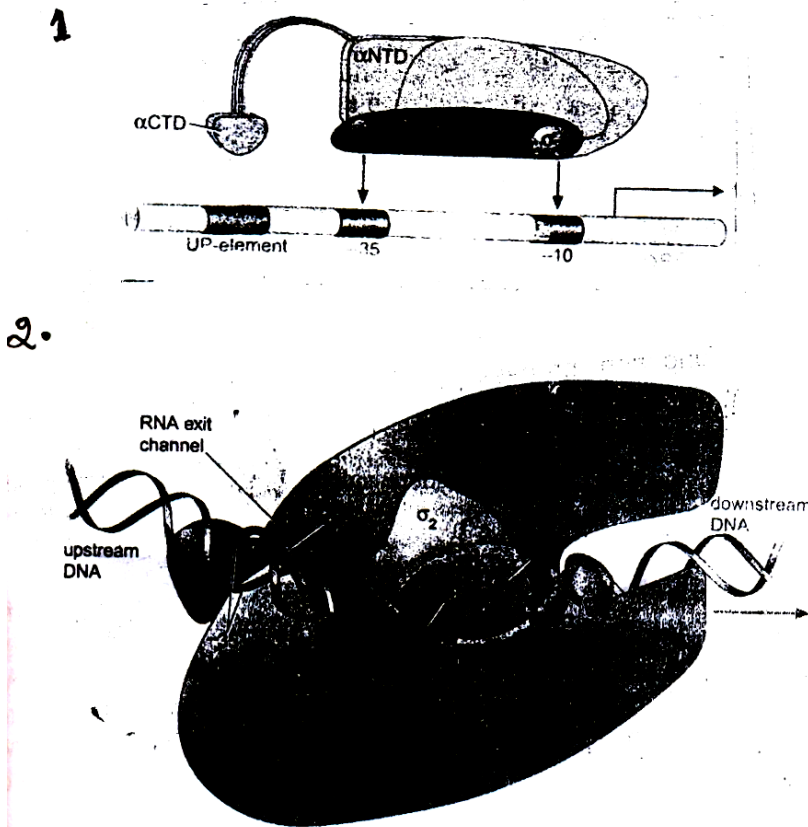 1
αNTD
αCTD
UP-element
-35
-10
2.
RNA exit
channel
σ2
downstream
DNA
upstream
DNA